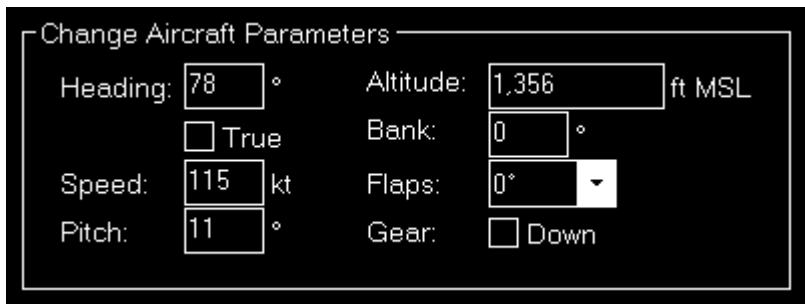 Change Aircraft Parameters
Heading: 78 ° Altitude: 1,356 ft MSL
True Bank: 0 °
Speed: 115 kt Flaps: 0°
Pitch: 11 ° Gear: Down